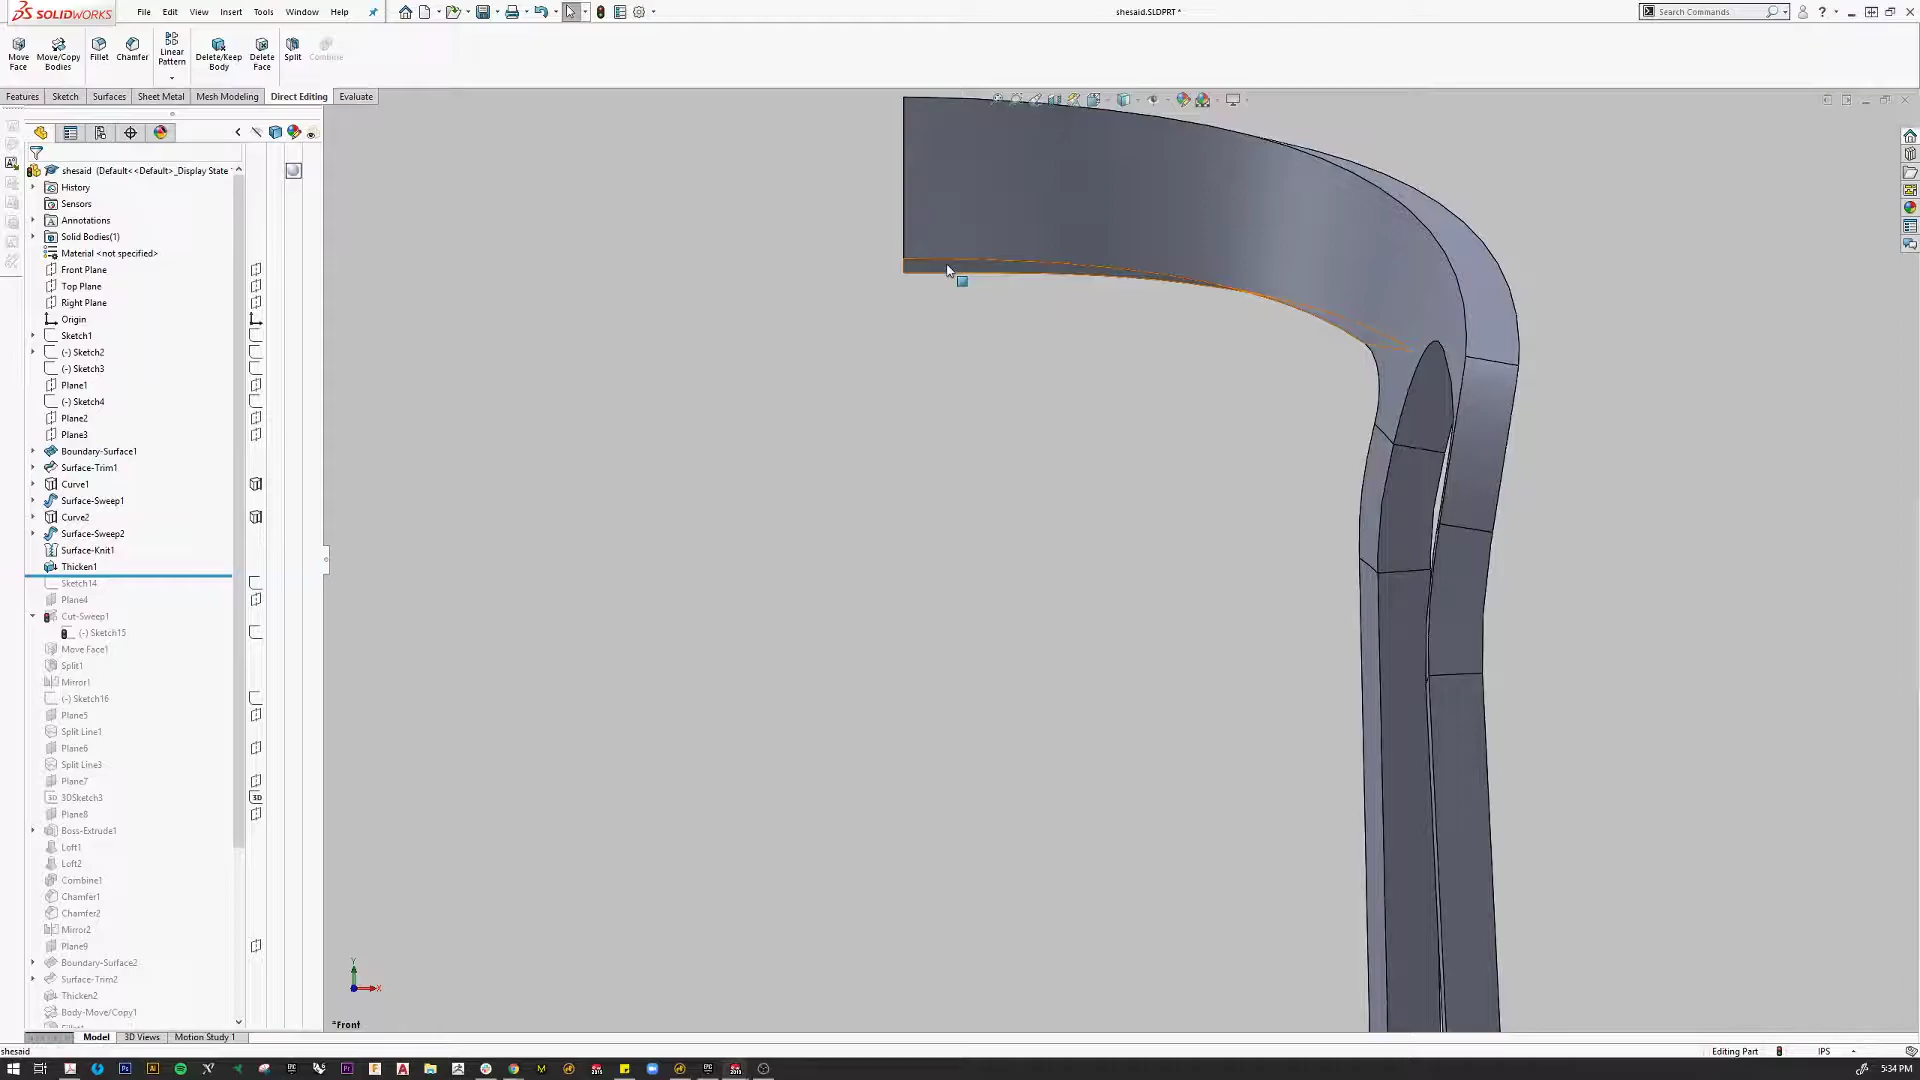 SOLIDWORKS File Edit View Insert Tools Window Help shesaid.SLDPRT * Search Commands
Move Face
Move/Copy Bodies
Fillet
Chamfer
Linear Pattern
Delete/Keep Body
Delete Face
Split
Combine
Features Sketch Surfaces Sheet Metal Mesh Modeling Direct Editing Evaluate
shesaid (Default<<Default>_Display State
History
Sensors
Annotations
Solid Bodies(1)
Material <not specified>
Front Plane
Top Plane
Right Plane
Origin
Sketch1
(-) Sketch2
(-) Sketch3
Plane1
(-) Sketch4
Plane2
Plane3
Boundary-Surface1
Surface-Trim1
Curve1
Surface-Sweep1
Curve2
Surface-Sweep2
Surface-Knit1
Thicken1
Sketch14
Plane4
Cut-Sweep1
(-) Sketch15
Move Face1
Split1
Mirror1
(-) Sketch16
Plane5
Split Line1
Plane6
Split Line3
Plane7
3DSketch3
Plane8
Boss-Extrude1
Loft1
Loft2
Combine1
Chamfer1
Chamfer2
Mirror2
Plane9
Boundary-Surface2
Surface-Trim2
Thicken2
Body-Move/Copy1
Y
X
*Front
Model 3D Views Motion Study 1
shesaid Editing Part IPS
5:34 PM